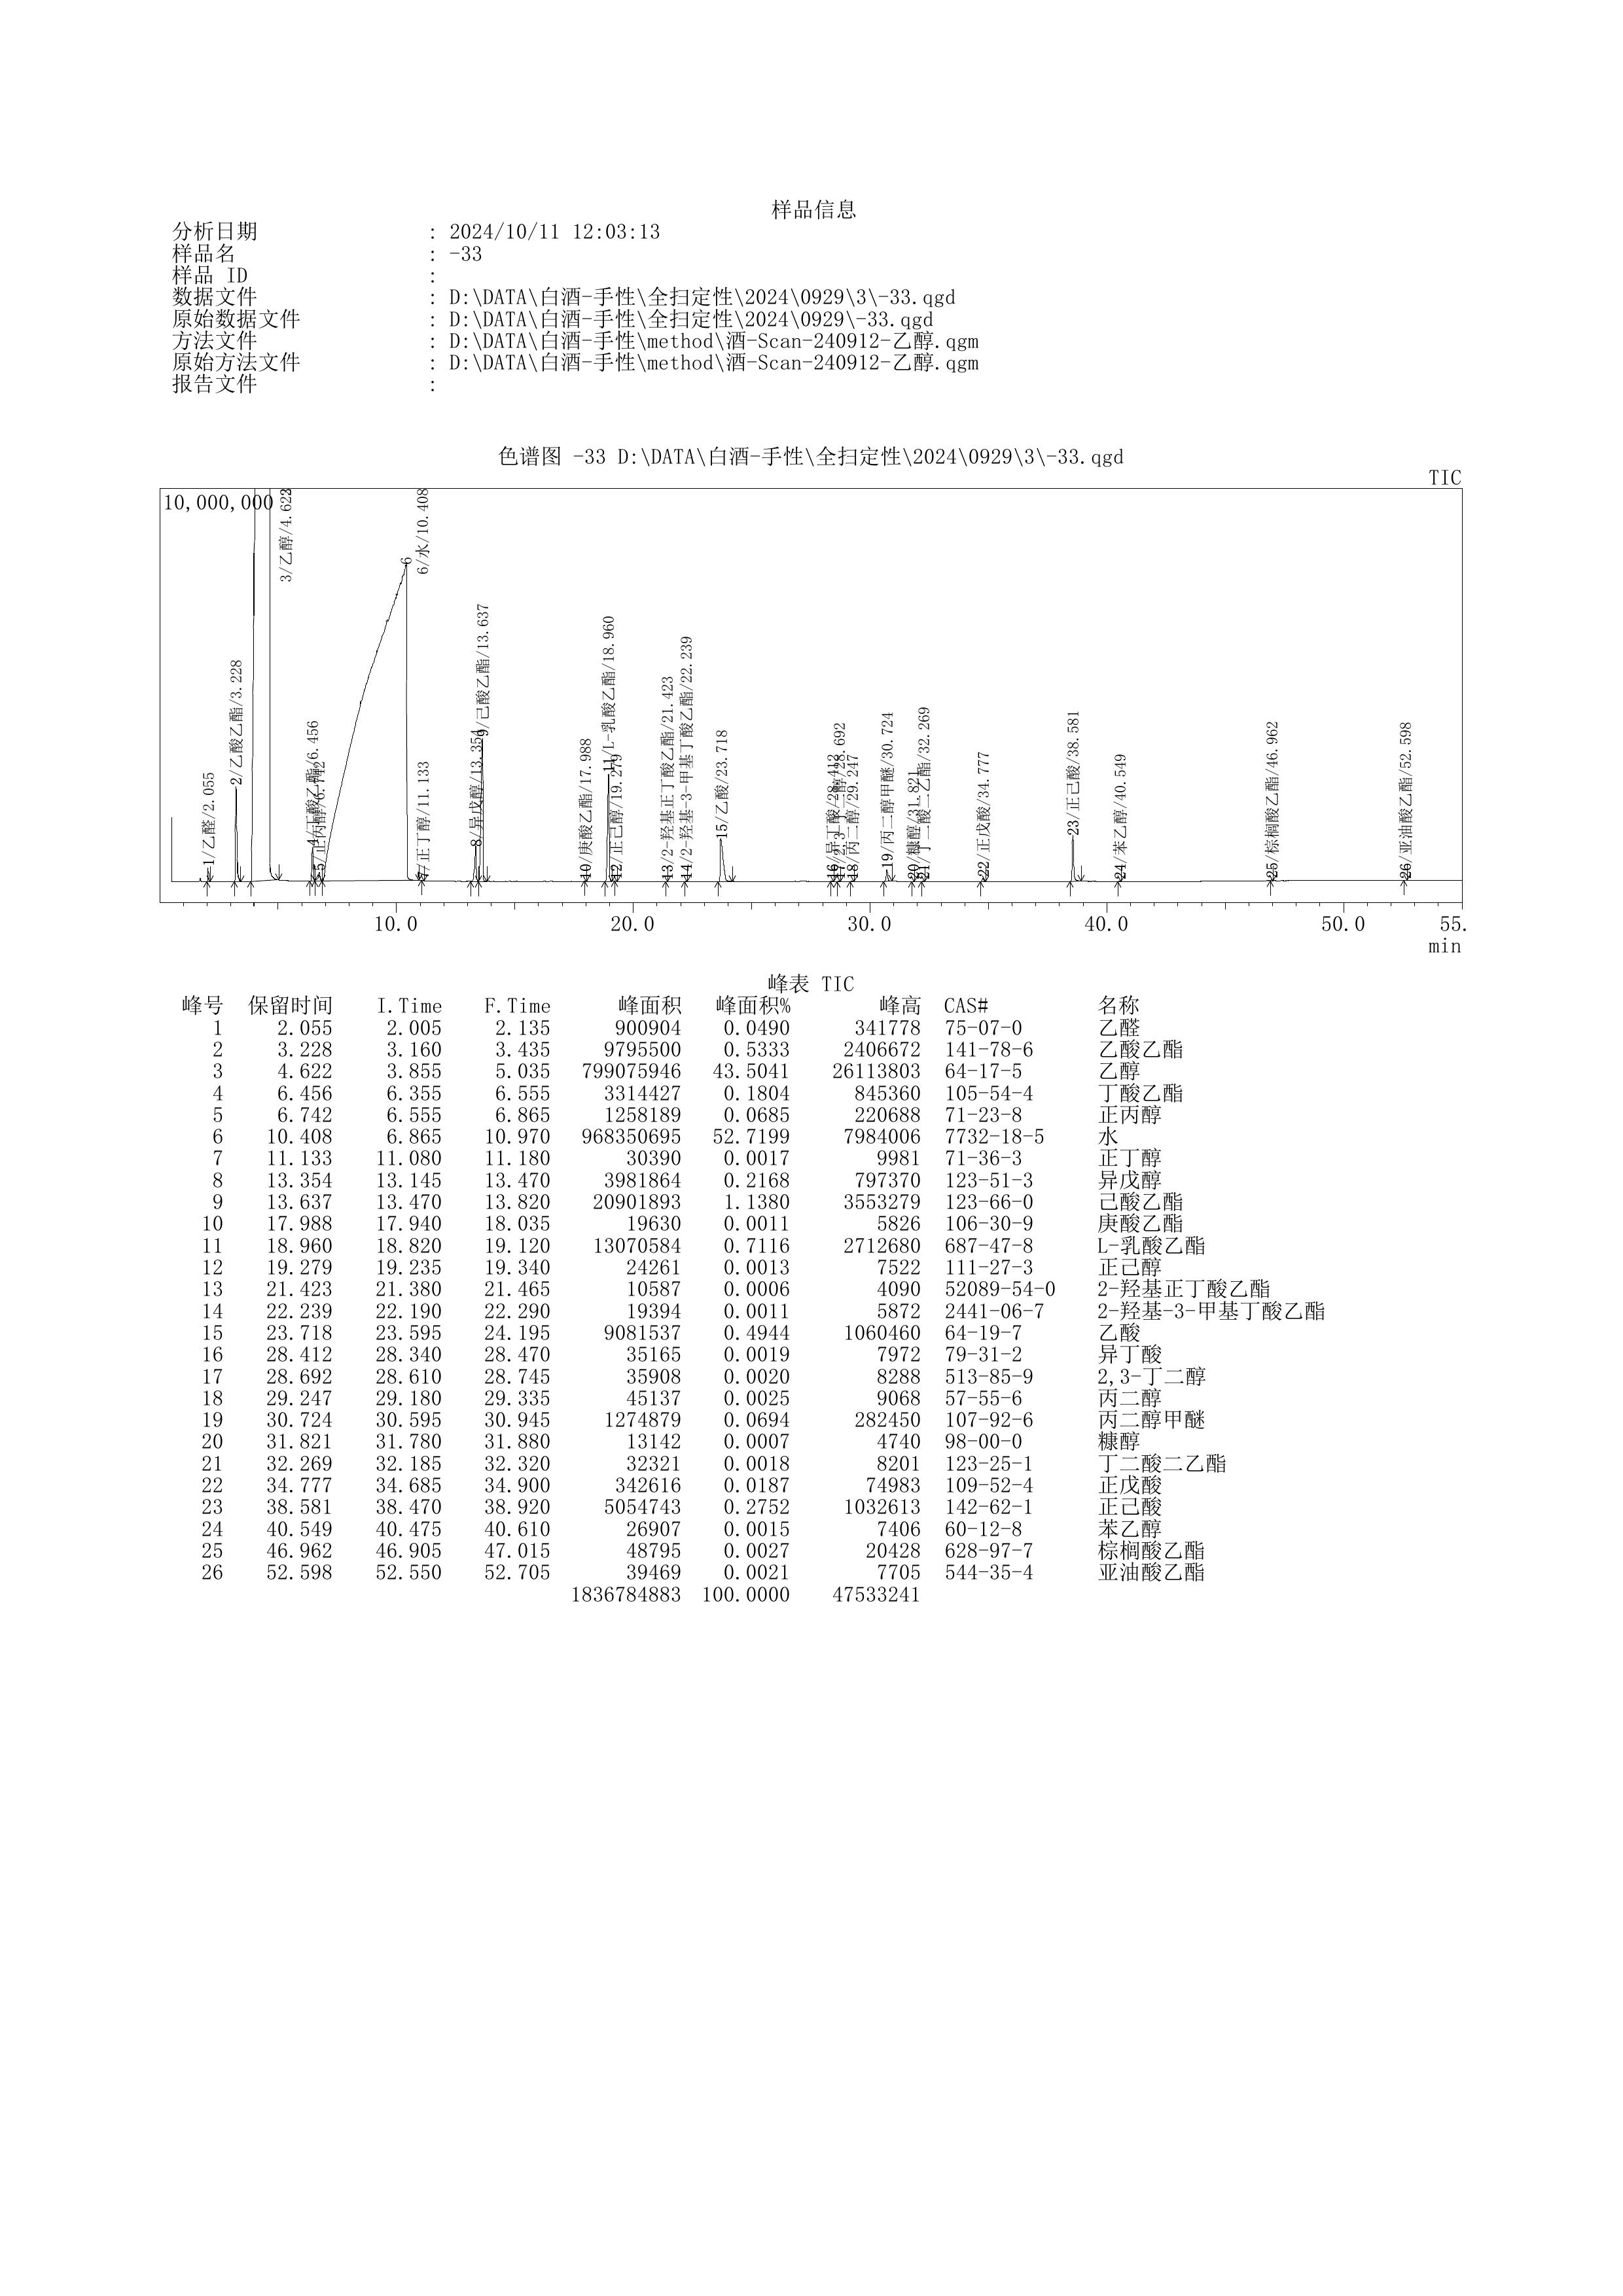 样品信息
分析日期 : 2024/10/11 12:03:13
样品名 : -33
样品 ID :
数据文件 : D:\DATA\白酒-手性\全扫定性\2024\0929\3\-33.qgd
原始数据文件 : D:\DATA\白酒-手性\全扫定性\2024\0929\-33.qgd
方法文件 : D:\DATA\白酒-手性\method\酒-Scan-240912-乙醇.qgm
原始方法文件 : D:\DATA\白酒-手性\method\酒-Scan-240912-乙醇.qgm
报告文件 :
色谱图 -33 D:\DATA\白酒-手性\全扫定性\2024\0929\3\-33.qgd
TIC
10,000,000
1/乙醛/2.055
2/乙酸乙酯/3.228
3/乙醇/4.622
4/丁酸乙酯/6.456
5/正丙醇/6.742
6
6/水/10.408
7/正丁醇/11.133
8/异戊醇/13.354
9/己酸乙酯/13.637
10/庚酸乙酯/17.988
11/L-乳酸乙酯/18.960
12/正己醇/19.279
13/2-羟基正丁酸乙酯/21.423
14/2-羟基-3-甲基丁酸乙酯/22.239
15/乙酸/23.718
16/异丁酸/28.412
17/2,3-丁二醇/28.692
18/丙二醇/29.247
19/丙二醇甲醚/30.724
20/糠醇/31.821
21/丁二酸二乙酯/32.269
22/正戊酸/34.777
23/正己酸/38.581
24/苯乙醇/40.549
25/棕榈酸乙酯/46.962
26/亚油酸乙酯/52.598
10.0 20.0 30.0 40.0 50.0 55.
min
峰表 TIC
峰号 保留时间 I.Time F.Time 峰面积 峰面积% 峰高 CAS# 名称
1 2.055 2.005 2.135 900904 0.0490 341778 75-07-0 乙醛
2 3.228 3.160 3.435 9795500 0.5333 2406672 141-78-6 乙酸乙酯
3 4.622 3.855 5.035 799075946 43.5041 26113803 64-17-5 乙醇
4 6.456 6.355 6.555 3314427 0.1804 845360 105-54-4 丁酸乙酯
5 6.742 6.555 6.865 1258189 0.0685 220688 71-23-8 正丙醇
6 10.408 6.865 10.970 968350695 52.7199 7984006 7732-18-5 水
7 11.133 11.080 11.180 30390 0.0017 9981 71-36-3 正丁醇
8 13.354 13.145 13.470 3981864 0.2168 797370 123-51-3 异戊醇
9 13.637 13.470 13.820 20901893 1.1380 3553279 123-66-0 己酸乙酯
10 17.988 17.940 18.035 19630 0.0011 5826 106-30-9 庚酸乙酯
11 18.960 18.820 19.120 13070584 0.7116 2712680 687-47-8 L-乳酸乙酯
12 19.279 19.235 19.340 24261 0.0013 7522 111-27-3 正己醇
13 21.423 21.380 21.465 10587 0.0006 4090 52089-54-0 2-羟基正丁酸乙酯
14 22.239 22.190 22.290 19394 0.0011 5872 2441-06-7 2-羟基-3-甲基丁酸乙酯
15 23.718 23.595 24.195 9081537 0.4944 1060460 64-19-7 乙酸
16 28.412 28.340 28.470 35165 0.0019 7972 79-31-2 异丁酸
17 28.692 28.610 28.745 35908 0.0020 8288 513-85-9 2,3-丁二醇
18 29.247 29.180 29.335 45137 0.0025 9068 57-55-6 丙二醇
19 30.724 30.595 30.945 1274879 0.0694 282450 107-92-6 丙二醇甲醚
20 31.821 31.780 31.880 13142 0.0007 4740 98-00-0 糠醇
21 32.269 32.185 32.320 32321 0.0018 8201 123-25-1 丁二酸二乙酯
22 34.777 34.685 34.900 342616 0.0187 74983 109-52-4 正戊酸
23 38.581 38.470 38.920 5054743 0.2752 1032613 142-62-1 正己酸
24 40.549 40.475 40.610 26907 0.0015 7406 60-12-8 苯乙醇
25 46.962 46.905 47.015 48795 0.0027 20428 628-97-7 棕榈酸乙酯
26 52.598 52.550 52.705 39469 0.0021 7705 544-35-4 亚油酸乙酯
1836784883 100.0000 47533241